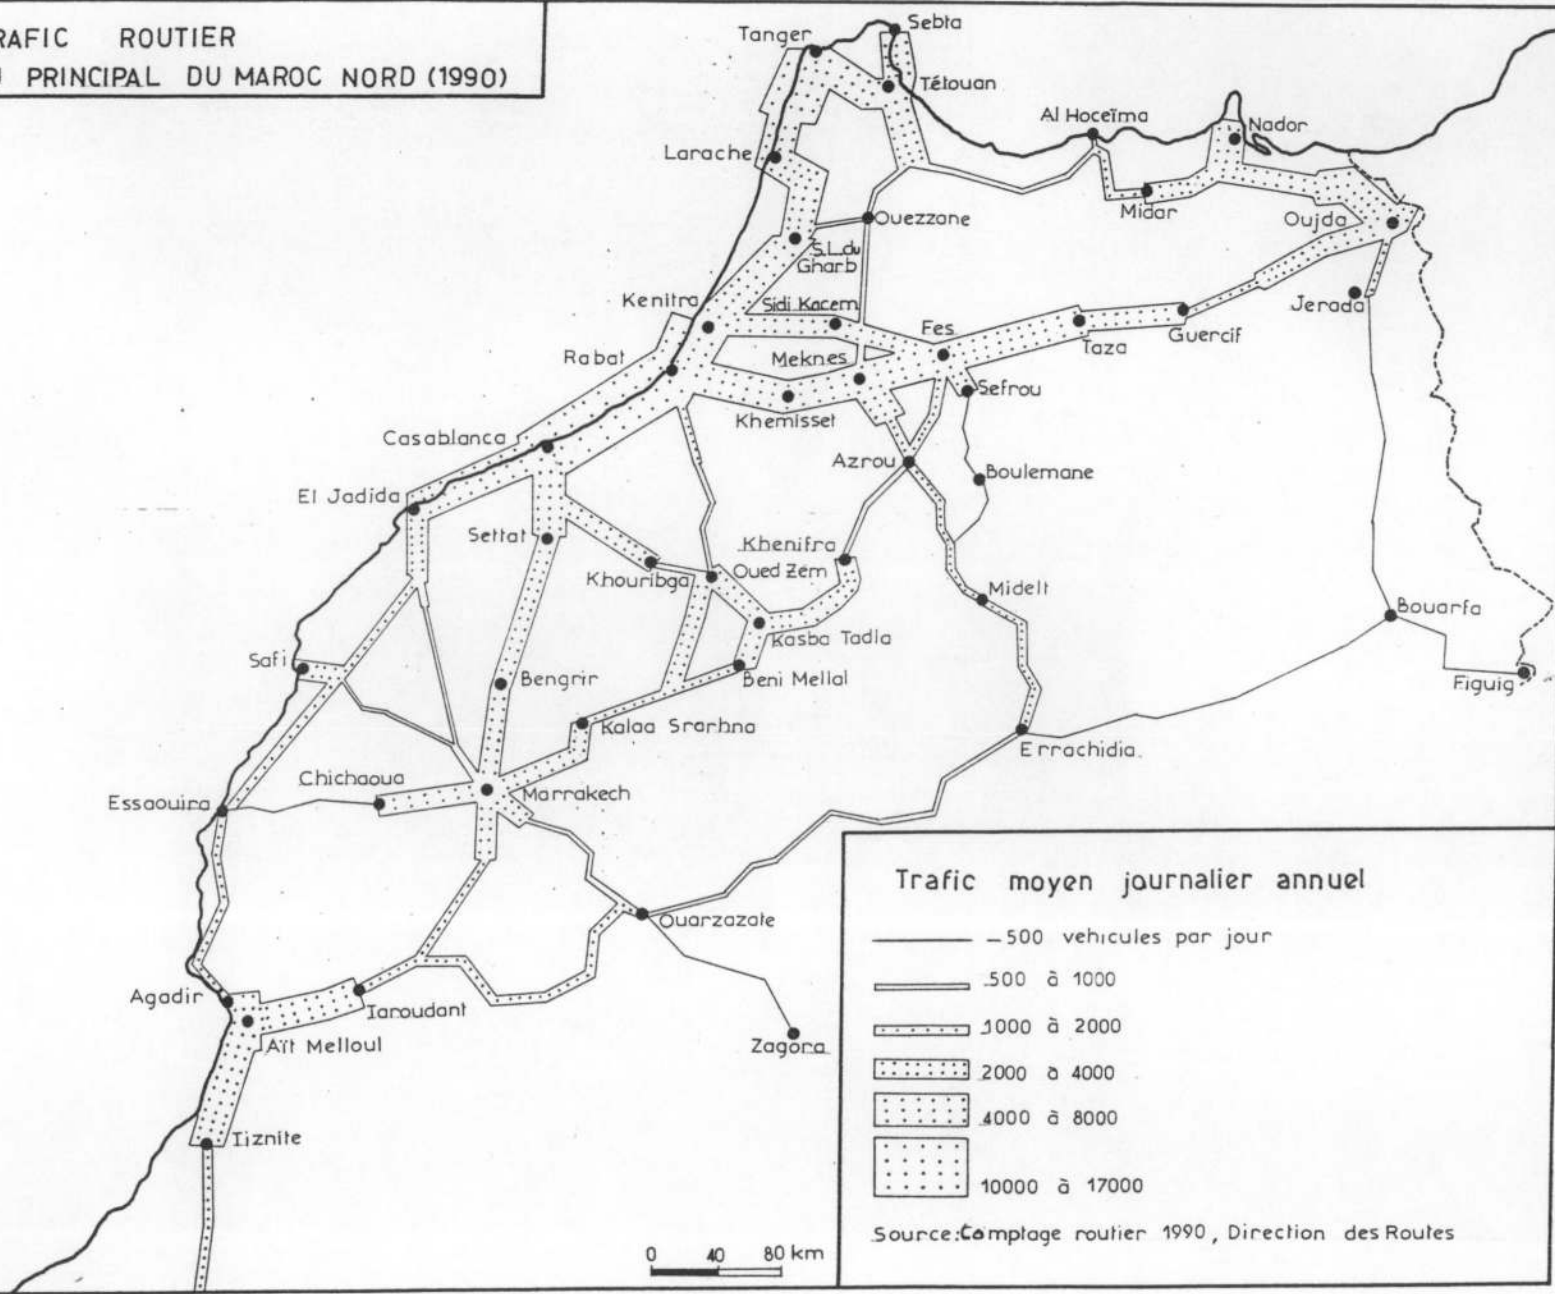 RAFIC ROUTIER
PRINCIPAL DU MAROC NORD (1990)
Sebta
Tanger
Tétouan
Al Hoceïma
Nador
Larache
Midar
Ouezzane
Oujda
S.L.du
Gharb
Kenitra
Sidi Kacem
Jerada
Fes
Guercif
Taza
Rabat
Meknes
Sefrou
Khemisset
Casablanca
Azrou
Boulemane
El Jadida
Settat
Khenifra
Khouribga
Oued Zem
Midelt
Bouarfa
Kasba Tadla
Safi
Bengrir
Beni Mellal
Figuig
Kalaa Srarhna
Errachidia
Chichaoua
Marrakech
Essaouira
Ouarzazate
Agadir
Taroudant
Aït Melloul
Zagora
Tiznite
0 40 80 km
Trafic moyen journalier annuel
-500 vehicules par jour
500 à 1000
1000 à 2000
2000 à 4000
4000 à 8000
10000 à 17000
Source: Comptage routier 1990, Direction des Routes